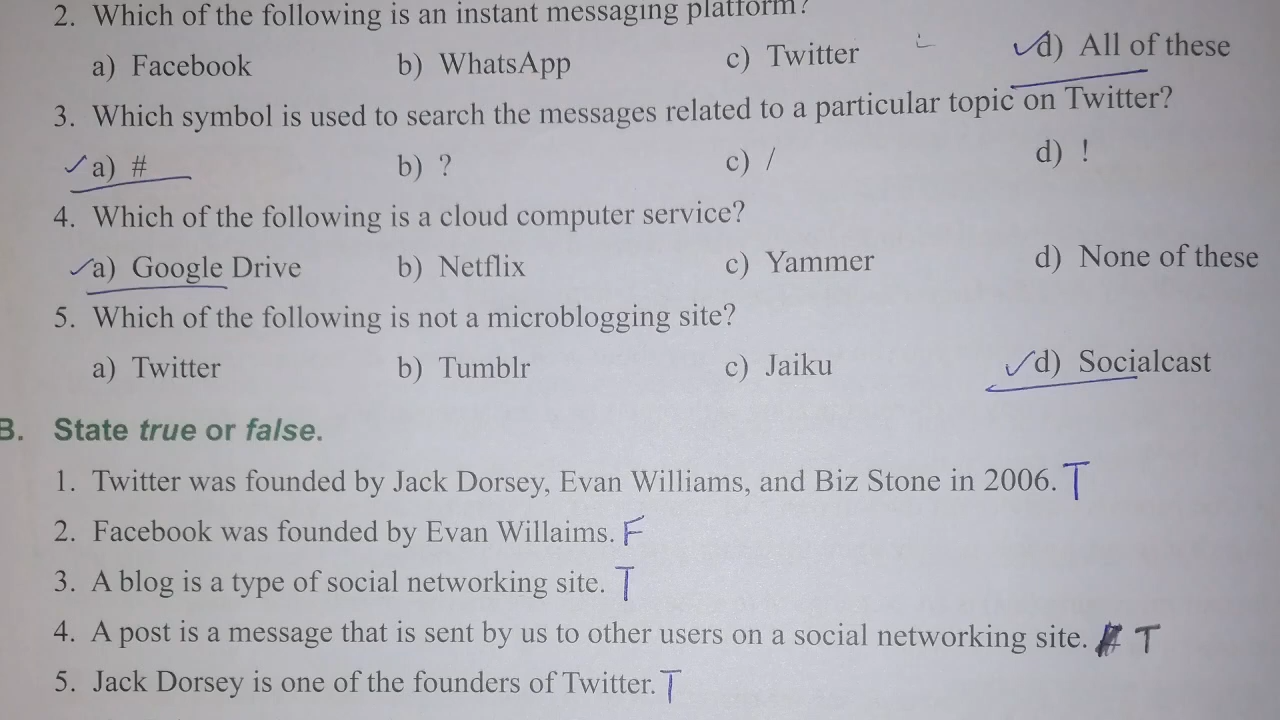 2. Which of the following is an instant messaging platform?
a) Facebook b) WhatsApp c) Twitter d) All of these
3. Which symbol is used to search the messages related to a particular topic on Twitter?
a) # b) ? c) / d) !
4. Which of the following is a cloud computer service?
a) Google Drive b) Netflix c) Yammer d) None of these
5. Which of the following is not a microblogging site?
a) Twitter b) Tumblr c) Jaiku d) Socialcast
B. State true or false.
1. Twitter was founded by Jack Dorsey, Evan Williams, and Biz Stone in 2006. T
2. Facebook was founded by Evan Willaims. F
3. A blog is a type of social networking site. T
4. A post is a message that is sent by us to other users on a social networking site. T
5. Jack Dorsey is one of the founders of Twitter. T